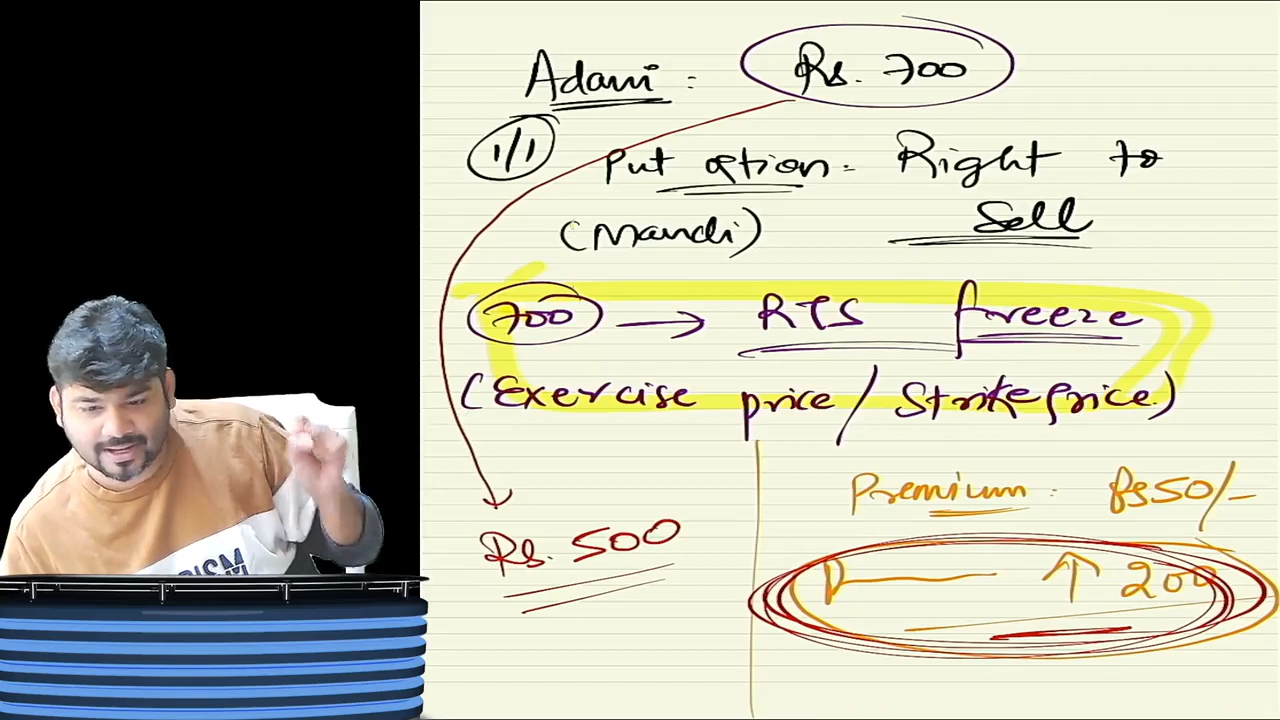 Adani : Rs. 700
1/1 Put option = Right to
(Mandi) Sell
700 → RTS freeze
(Exercise price / Strike price)
Premium : Rs 50/-
Rs. 500
P ↑ 200
RISM